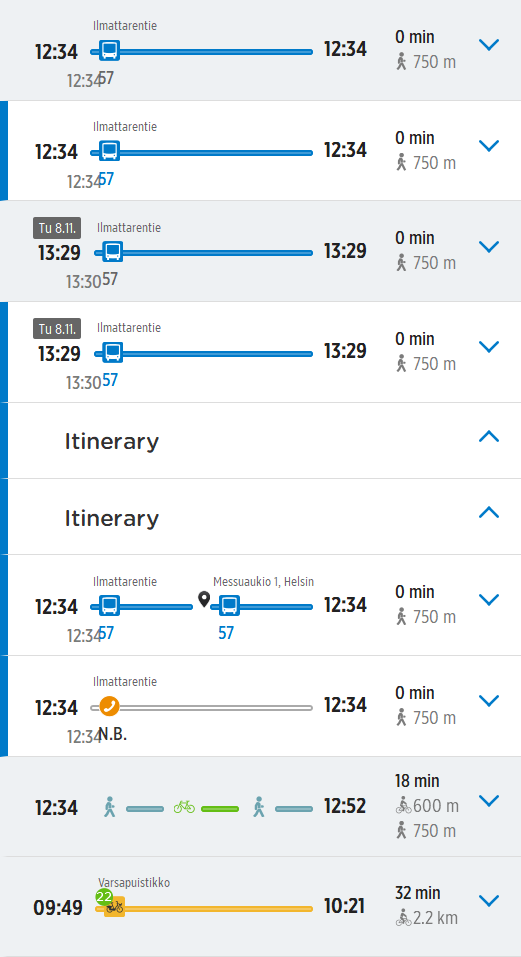 Ilmattarentie
12:34 12:34 0 min
12:34 57 750 m
Ilmattarentie
12:34 12:34 0 min
12:34 57 750 m
Tu 8.11. Ilmattarentie
13:29 13:29 0 min
13:30 57 750 m
Tu 8.11. Ilmattarentie
13:29 13:29 0 min
13:30 57 750 m
Itinerary
Itinerary
Ilmattarentie Messuaukio 1, Helsin
12:34 12:34 0 min
12:34 57 57 750 m
Ilmattarentie
12:34 12:34 0 min
12:34 N.B. 750 m
18 min
12:34 12:52 600 m
750 m
Varsapuistikko
22
09:49 10:21 32 min
2.2 km